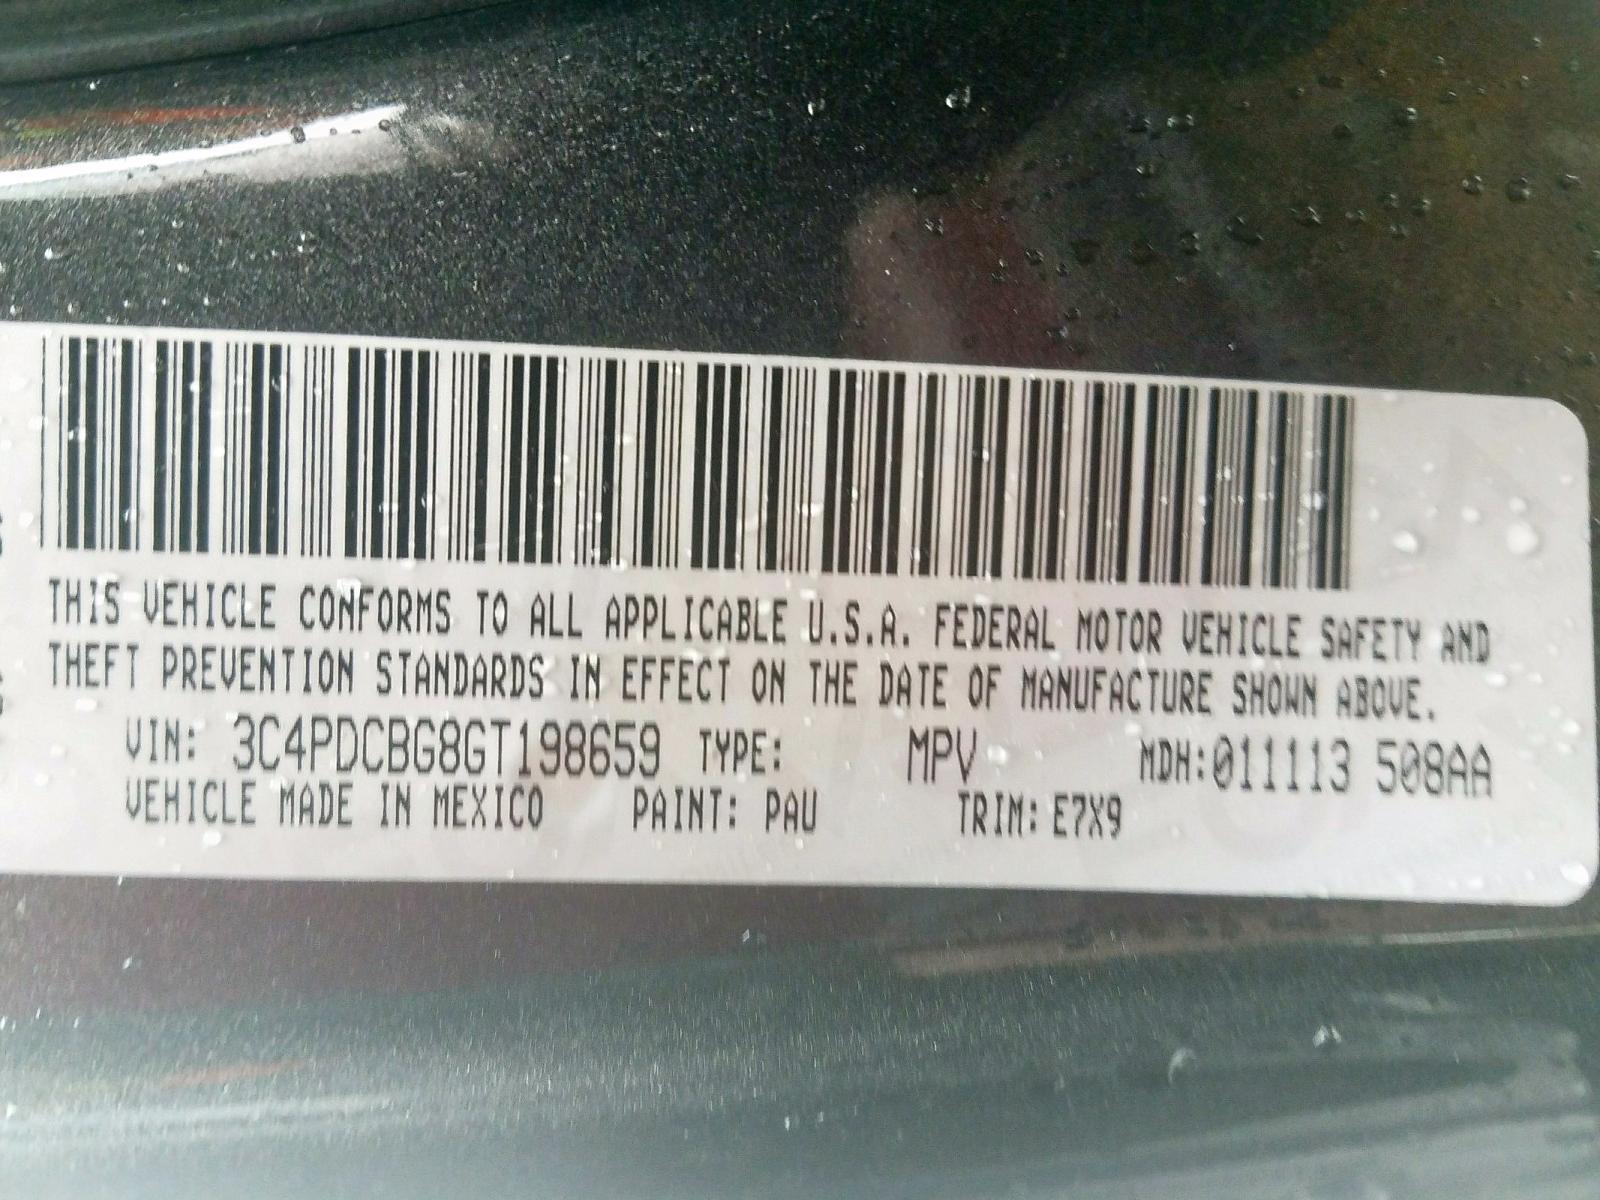 THIS VEHICLE CONFORMS TO ALL APPLICABLE U.S.A. FEDERAL MOTOR VEHICLE SAFETY AND
THEFT PREVENTION STANDARDS IN EFFECT ON THE DATE OF MANUFACTURE SHOWN ABOVE.
VIN: 3C4PDCBG8GT198659 TYPE: MPV MDH:011113 508AA
VEHICLE MADE IN MEXICO PAINT: PAU TRIM: E7X9